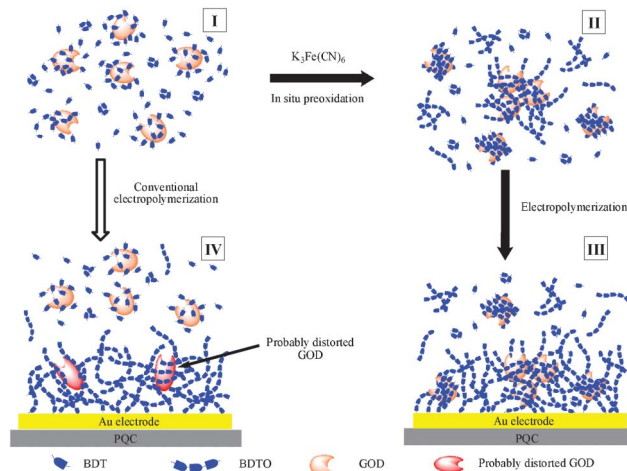 I
K₃Fe(CN)₆
In situ preoxidation
II
Conventional
electropolymerization
Electropolymerization
IV
III
Probably distorted
GOD
Au electrode
PQC
Au electrode
PQC
BDT
BDTO
GOD
Probably distorted GOD